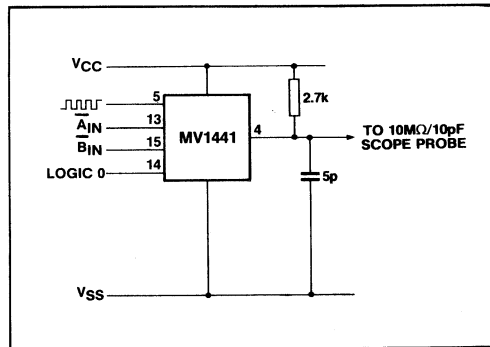 VCC
5
2.7k
A̅IN
13
MV1441
4
TO 10MΩ/10pF
SCOPE PROBE
B̅IN
15
LOGIC 0
14
5p
VSS